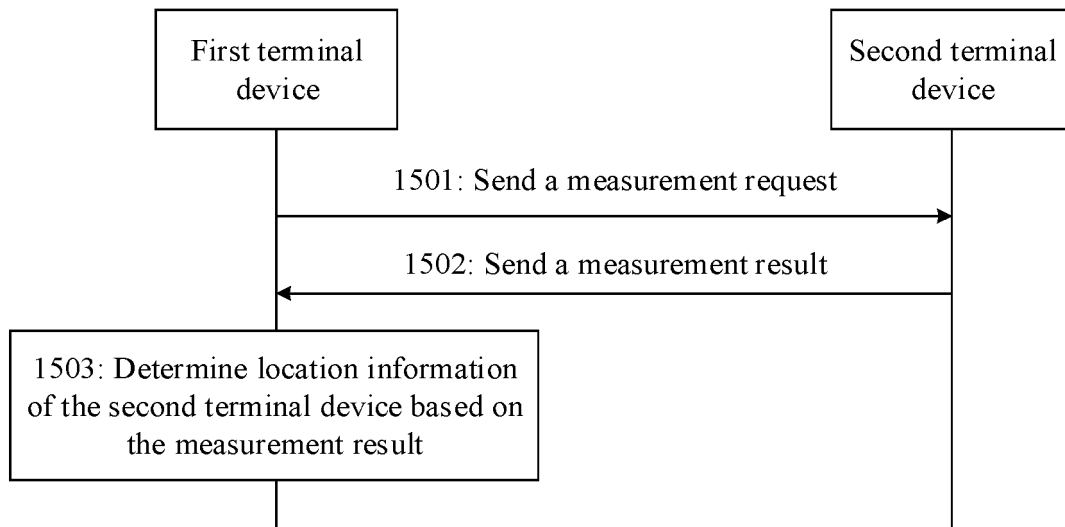 First terminal
device
Second terminal
device
1501: Send a measurement request
1502: Send a measurement result
1503: Determine location information
of the second terminal device based on
the measurement result